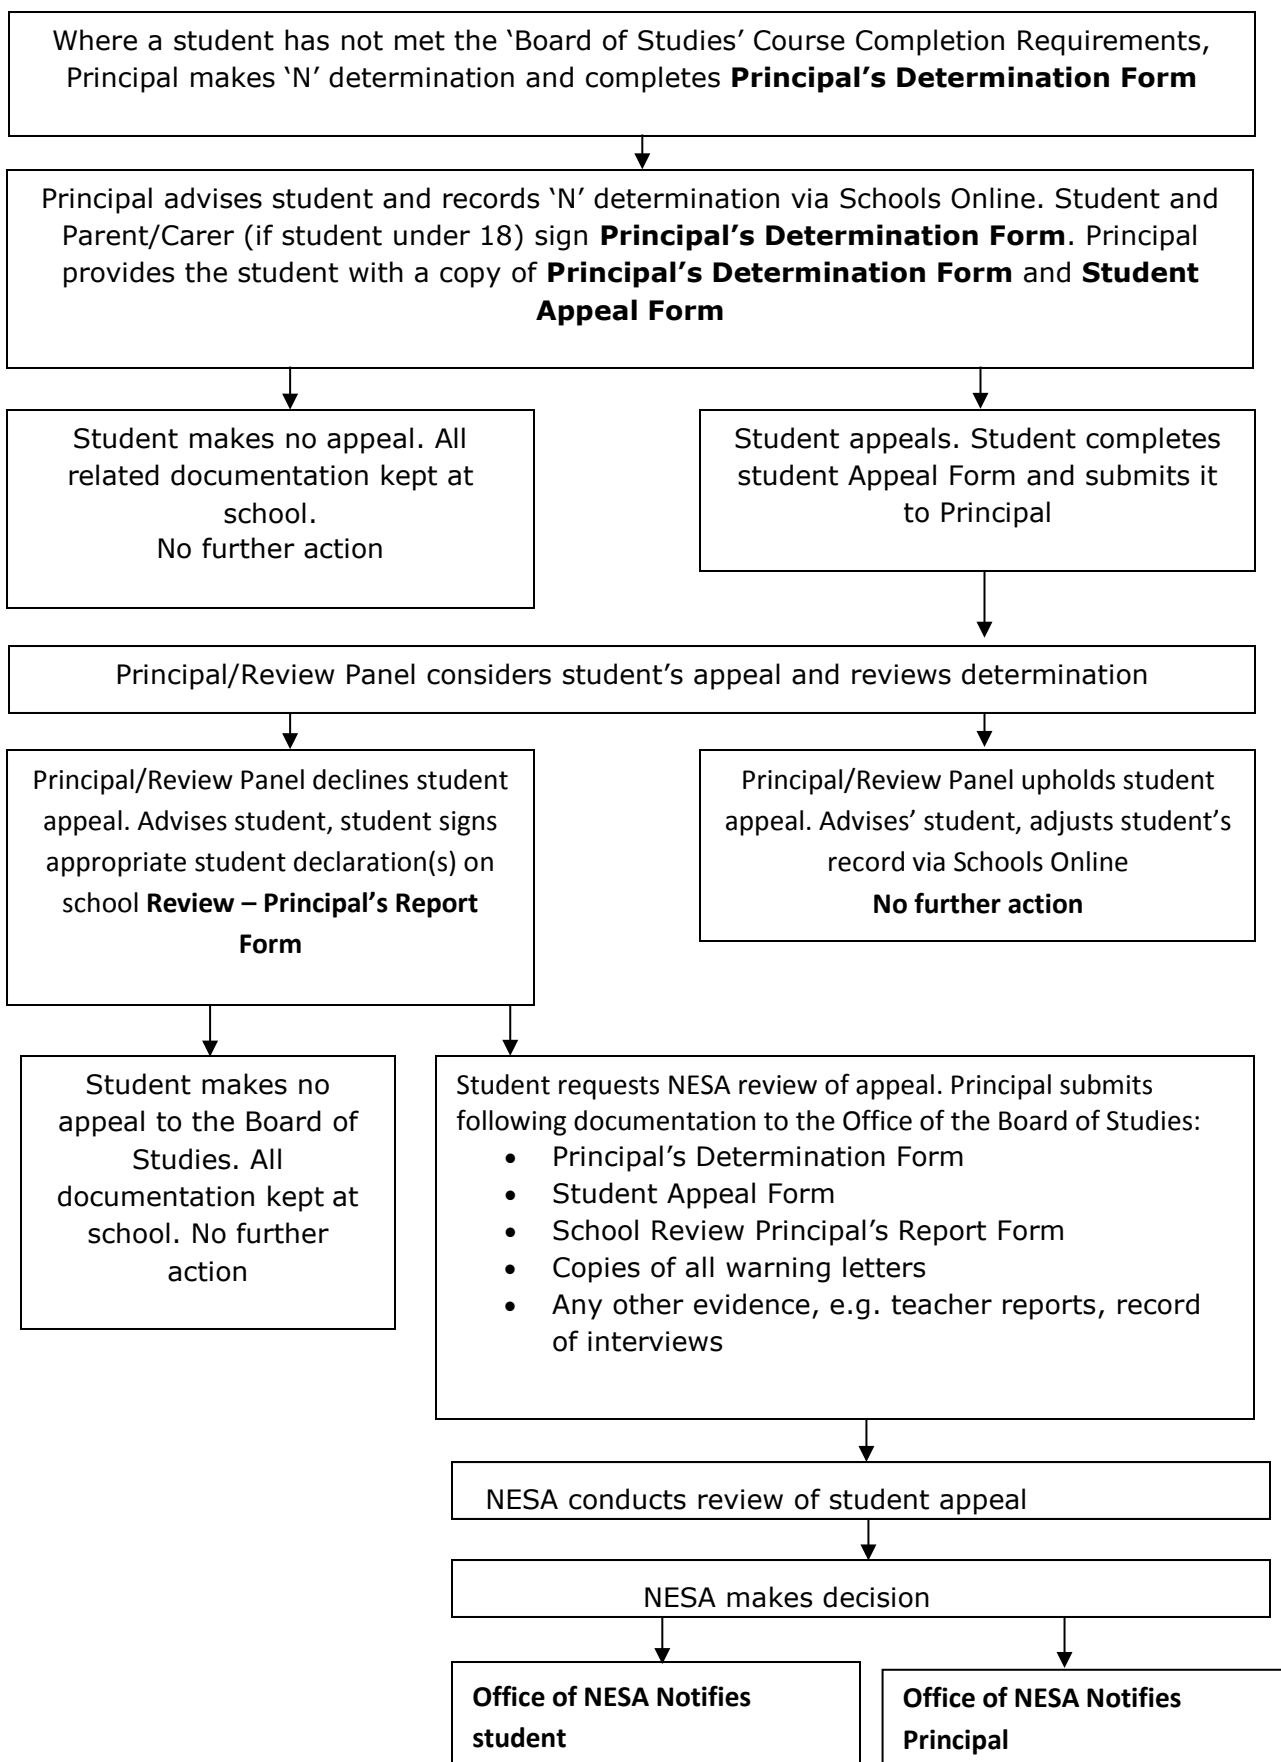 Where a student has not met the ‘Board of Studies’ Course Completion Requirements,
Principal makes ‘N’ determination and completes Principal’s Determination Form
Principal advises student and records ‘N’ determination via Schools Online. Student and
Parent/Carer (if student under 18) sign Principal’s Determination Form. Principal
provides the student with a copy of Principal’s Determination Form and Student
Appeal Form
Student makes no appeal. All
related documentation kept at
school.
No further action
Student appeals. Student completes
student Appeal Form and submits it
to Principal
Principal/Review Panel considers student’s appeal and reviews determination
Principal/Review Panel declines student
appeal. Advises student, student signs
appropriate student declaration(s) on
school Review – Principal’s Report
Form
Principal/Review Panel upholds student
appeal. Advises’ student, adjusts student’s
record via Schools Online
No further action
Student makes no
appeal to the Board of
Studies. All
documentation kept at
school. No further
action
Student requests NESA review of appeal. Principal submits
following documentation to the Office of the Board of Studies:
• Principal’s Determination Form
• Student Appeal Form
• School Review Principal’s Report Form
• Copies of all warning letters
• Any other evidence, e.g. teacher reports, record
of interviews
NESA conducts review of student appeal
NESA makes decision
Office of NESA Notifies
student
Office of NESA Notifies
Principal